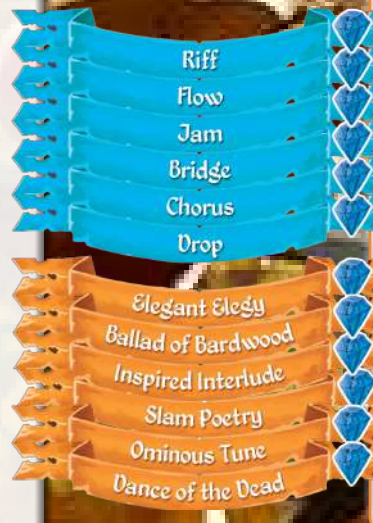 Riff
Flow
Jam
Bridge
Chorus
Drop
Elegant Elegy
Ballad of Bardwood
Inspired Interlude
Slam Poetry
Ominous Tune
Dance of the Dead